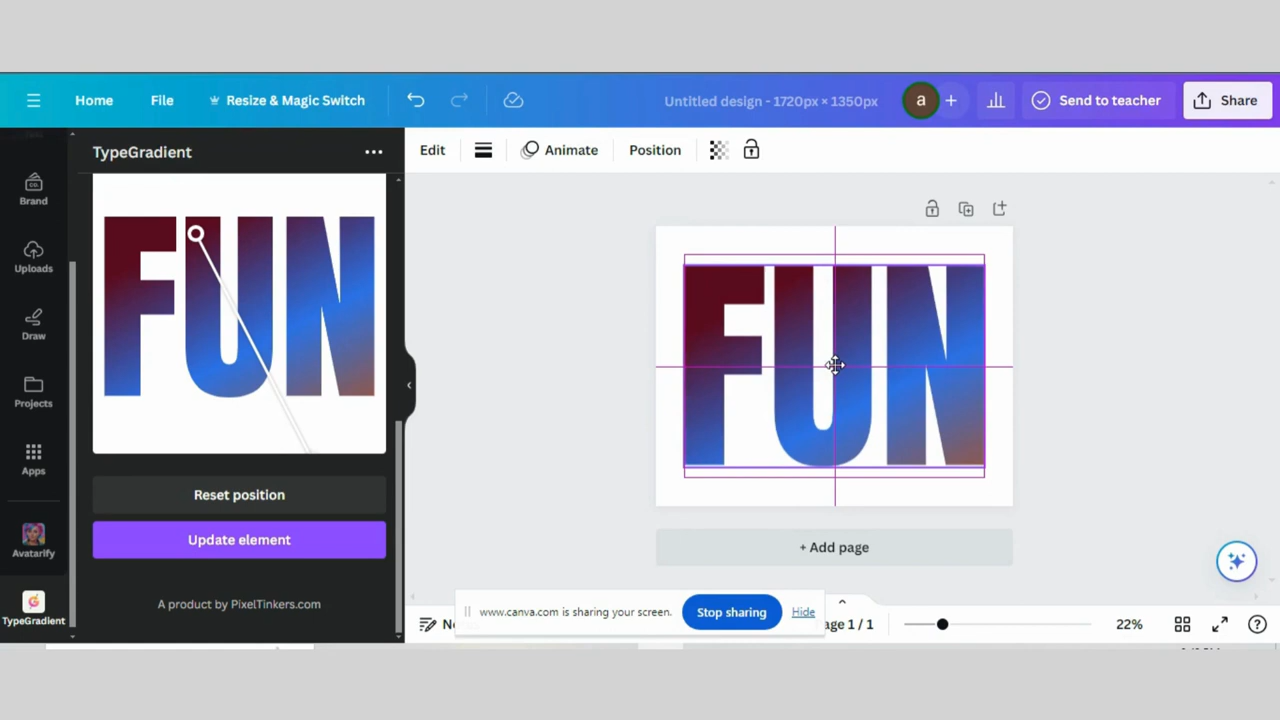 Home File Resize & Magic Switch Untitled design - 1720px × 1350px a + Send to teacher Share
TypeGradient ... Edit Animate Position
Brand
Uploads
Draw
Projects
Apps
Avatarify
TypeGradient
FUN
Reset position
Update element
A product by PixelTinkers.com
FUN
+ Add page
www.canva.com is sharing your screen. Stop sharing Hide
1 / 1 22%